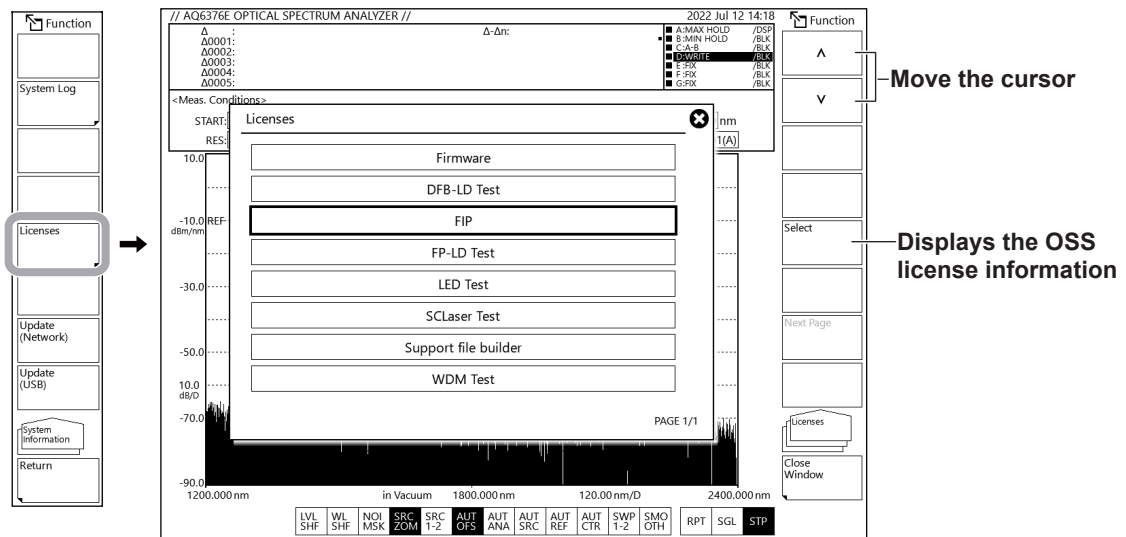 Function
System Log
Licenses
Update
(Network)
Update
(USB)
System
Information
Return
// AQ6376E OPTICAL SPECTRUM ANALYZER //
2022 Jul 12 14:18
Δ :
Δ0001:
Δ0002:
Δ0003:
Δ0004:
Δ0005:
Δ-Δn:
A:MAX HOLD /DSP
B:MIN HOLD /BLK
C:A-B /BLK
D:WRITE /BLK
E:FIX /BLK
F:FIX /BLK
G:FIX /BLK
<Meas. Conditions>
START:
nm
RES:
1(A)
Licenses
Firmware
DFB-LD Test
FIP
FP-LD Test
LED Test
SCLaser Test
Support file builder
WDM Test
PAGE 1/1
10.0
-10.0 REF
dBm/nm
-30.0
-50.0
10.0
dB/D
-70.0
-90.0
1200.000 nm in Vacuum 1800.000 nm 120.00 nm/D 2400.000 nm
LVL SHF
WL SHF
NOI MSK
SRC ZOM
SRC 1-2
AUT OFS
AUT ANA
AUT SRC
AUT REF
AUT CTR
SWP 1-2
SMO OTH
RPT
SGL
STP
Function
∧
∨
Select
Next Page
Licenses
Close
Window
Move the cursor
Displays the OSS
license information